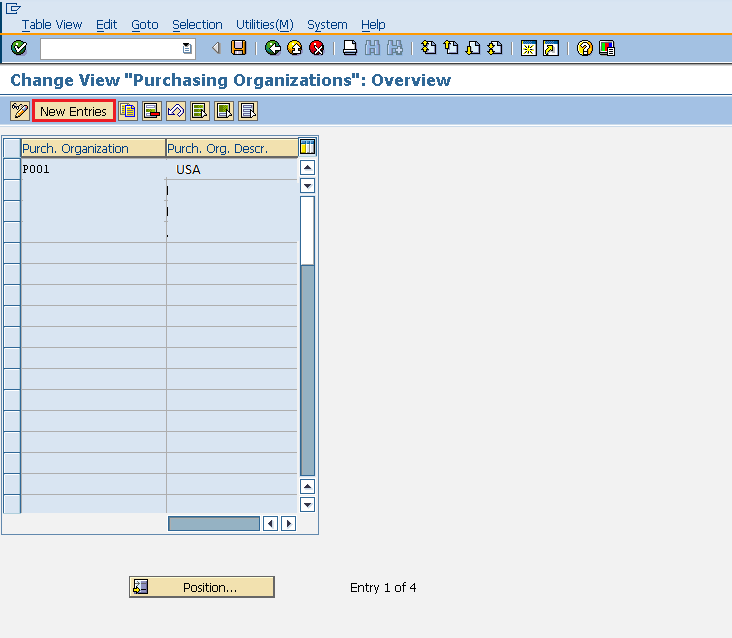 Table View Edit Goto Selection Utilities(M) System Help
Change View "Purchasing Organizations": Overview
New Entries
Purch. Organization Purch. Org. Descr.
P001 USA
Position... Entry 1 of 4